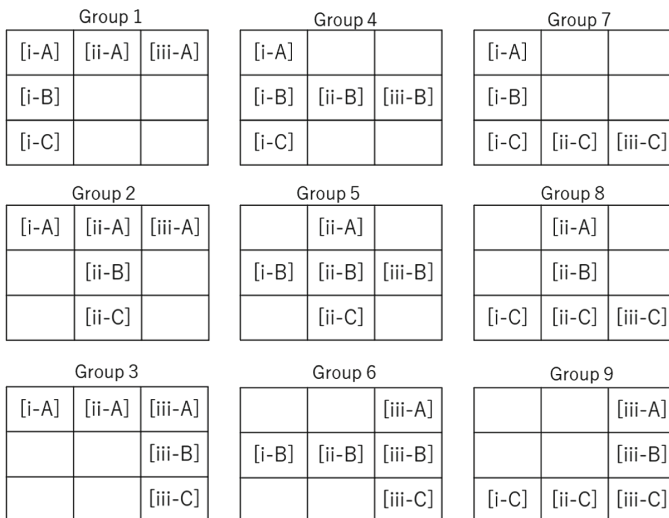 Group 1 Group 4 Group 7
[i-A] [ii-A] [iii-A] [i-A] [i-A]
[i-B] [i-B] [ii-B] [iii-B] [i-B]
[i-C] [i-C] [i-C] [ii-C] [iii-C]
Group 2 Group 5 Group 8
[i-A] [ii-A] [iii-A] [ii-A] [ii-A]
[ii-B] [i-B] [ii-B] [iii-B] [ii-B]
[ii-C] [ii-C] [i-C] [ii-C] [iii-C]
Group 3 Group 6 Group 9
[i-A] [ii-A] [iii-A] [iii-A] [iii-A]
[iii-B] [i-B] [ii-B] [iii-B] [iii-B]
[iii-C] [iii-C] [i-C] [ii-C] [iii-C]